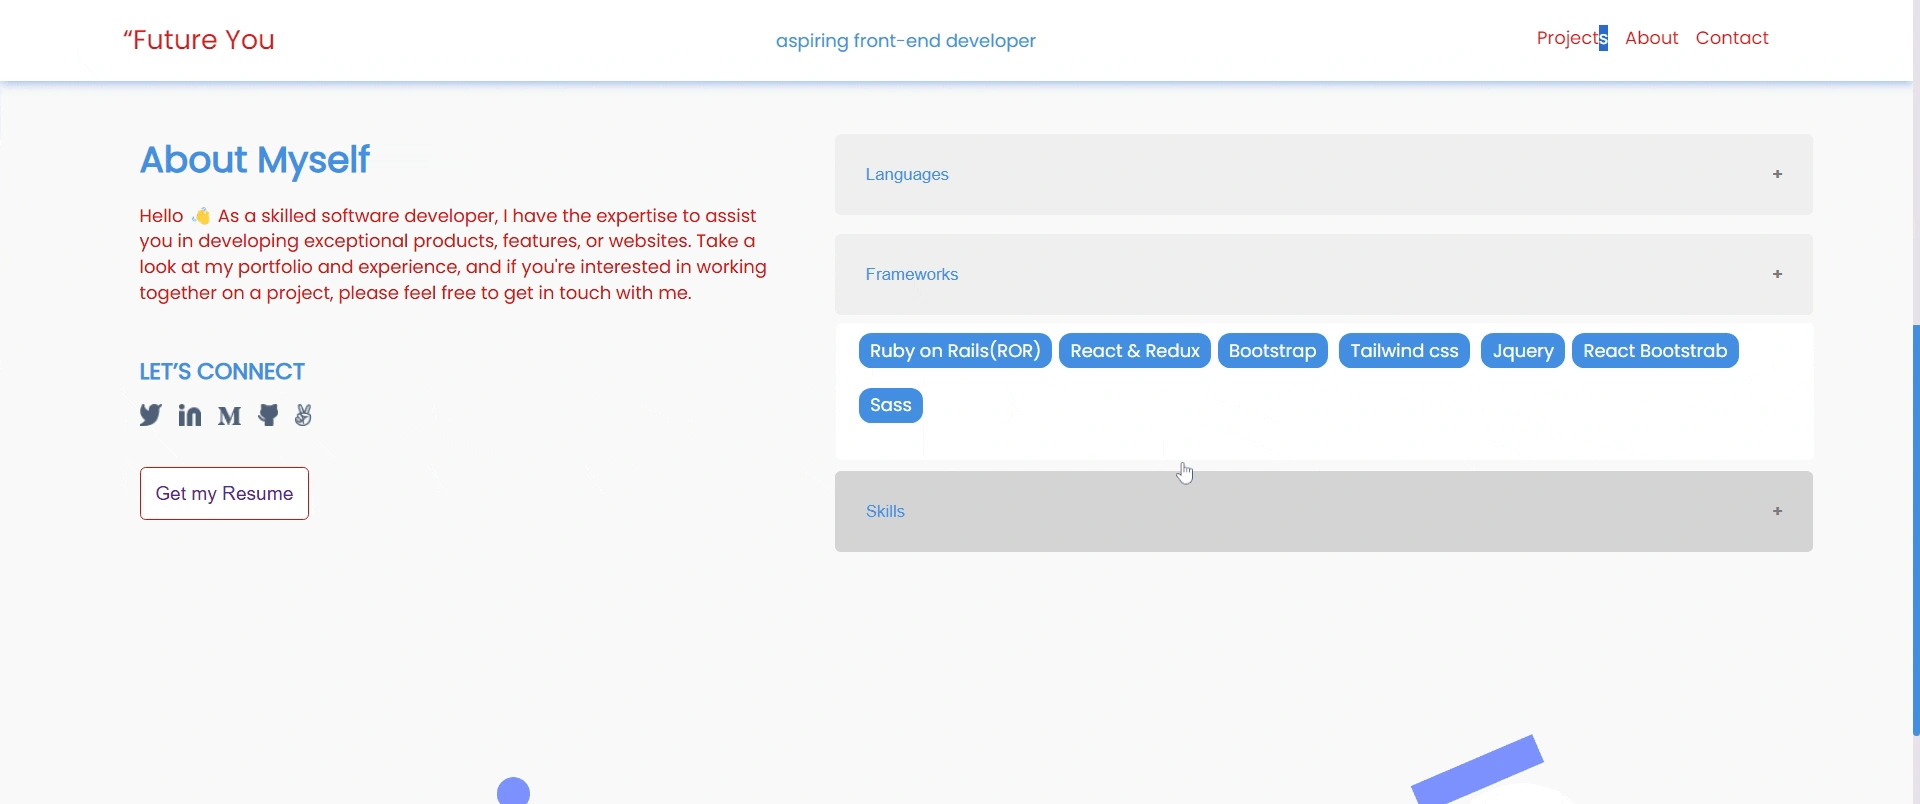 “Future You
aspiring front-end developer
Projects About Contact
About Myself
Hello 👋 As a skilled software developer, I have the expertise to assist
you in developing exceptional products, features, or websites. Take a
look at my portfolio and experience, and if you're interested in working
together on a project, please feel free to get in touch with me.
LET’S CONNECT
Get my Resume
Languages +
Frameworks +
Ruby on Rails(ROR) React & Redux Bootstrap Tailwind css Jquery React Bootstrab
Sass
Skills +